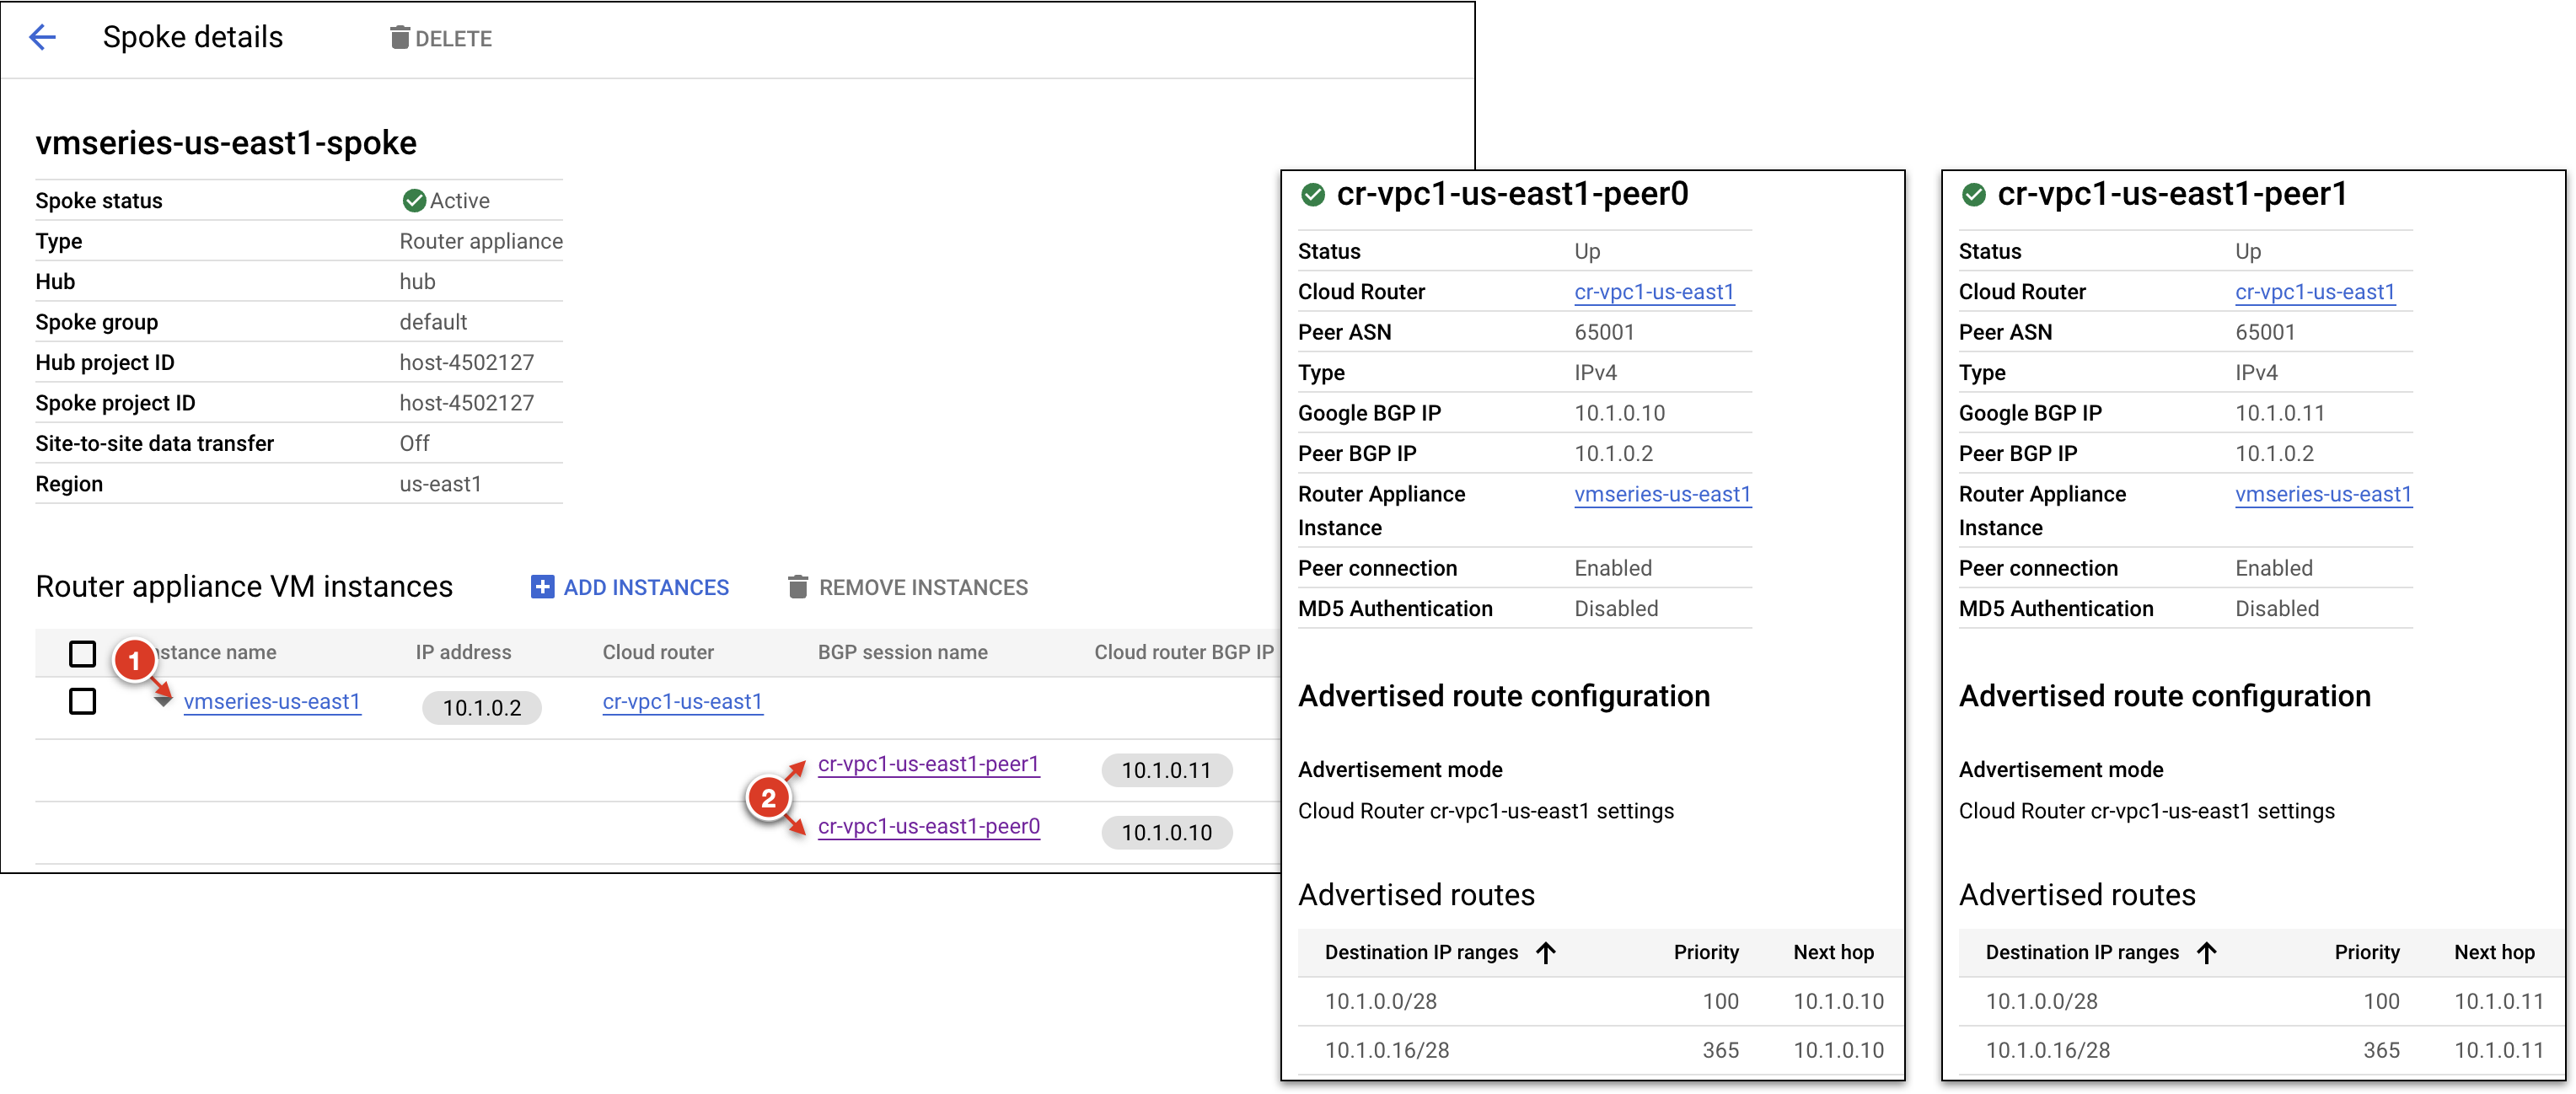 Spoke details DELETE
vmseries-us-east1-spoke
Spoke status Active
Type Router appliance
Hub hub
Spoke group default
Hub project ID host-4502127
Spoke project ID host-4502127
Site-to-site data transfer Off
Region us-east1
Router appliance VM instances ADD INSTANCES REMOVE INSTANCES
1 stance name IP address Cloud router BGP session name Cloud router BGP IP
vmseries-us-east1 10.1.0.2 cr-vpc1-us-east1
cr-vpc1-us-east1-peer1 10.1.0.11
2
cr-vpc1-us-east1-peer0 10.1.0.10
cr-vpc1-us-east1-peer0
Status Up
Cloud Router cr-vpc1-us-east1
Peer ASN 65001
Type IPv4
Google BGP IP 10.1.0.10
Peer BGP IP 10.1.0.2
Router Appliance vmseries-us-east1
Instance
Peer connection Enabled
MD5 Authentication Disabled
Advertised route configuration
Advertisement mode
Cloud Router cr-vpc1-us-east1 settings
Advertised routes
Destination IP ranges Priority Next hop
10.1.0.0/28 100 10.1.0.10
10.1.0.16/28 365 10.1.0.10
cr-vpc1-us-east1-peer1
Status Up
Cloud Router cr-vpc1-us-east1
Peer ASN 65001
Type IPv4
Google BGP IP 10.1.0.11
Peer BGP IP 10.1.0.2
Router Appliance vmseries-us-east1
Instance
Peer connection Enabled
MD5 Authentication Disabled
Advertised route configuration
Advertisement mode
Cloud Router cr-vpc1-us-east1 settings
Advertised routes
Destination IP ranges Priority Next hop
10.1.0.0/28 100 10.1.0.11
10.1.0.16/28 365 10.1.0.11